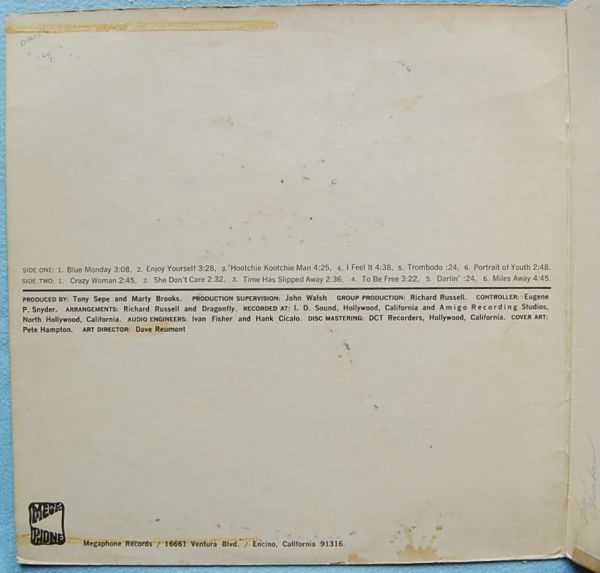 SIDE ONE: 1. Blue Monday 3:08, 2. Enjoy Yourself 3:28, 3. Hootchie Kootchie Man 4:25, 4. I Feel It 4:38, 5. Trombodo :24, 6. Portrait of Youth 2:48.
SIDE TWO: 1. Crazy Woman 2:45, 2. She Don't Care 2:32, 3. Time Has Slipped Away 2:36, 4. To Be Free 3:22, 5. Darlin' :24, 6. Miles Away 4:45.
PRODUCED BY: Tony Sepe and Marty Brooks. PRODUCTION SUPERVISION: John Walsh GROUP PRODUCTION: Richard Russell. CONTROLLER: Eugene
P. Snyder. ARRANGEMENTS: Richard Russell and Dragonfly. RECORDED AT: I. D. Sound, Hollywood, California and Amigo Recording Studios,
North Hollywood, California. AUDIO ENGINEERS: Ivan Fisher and Hank Cicalo. DISC MASTERING: DCT Recorders, Hollywood, California. COVER ART:
Pete Hampton. ART DIRECTOR: Dave Reumont
MEGA
PHONE
Megaphone Records / 16661 Ventura Blvd. / Encino, California 91316.